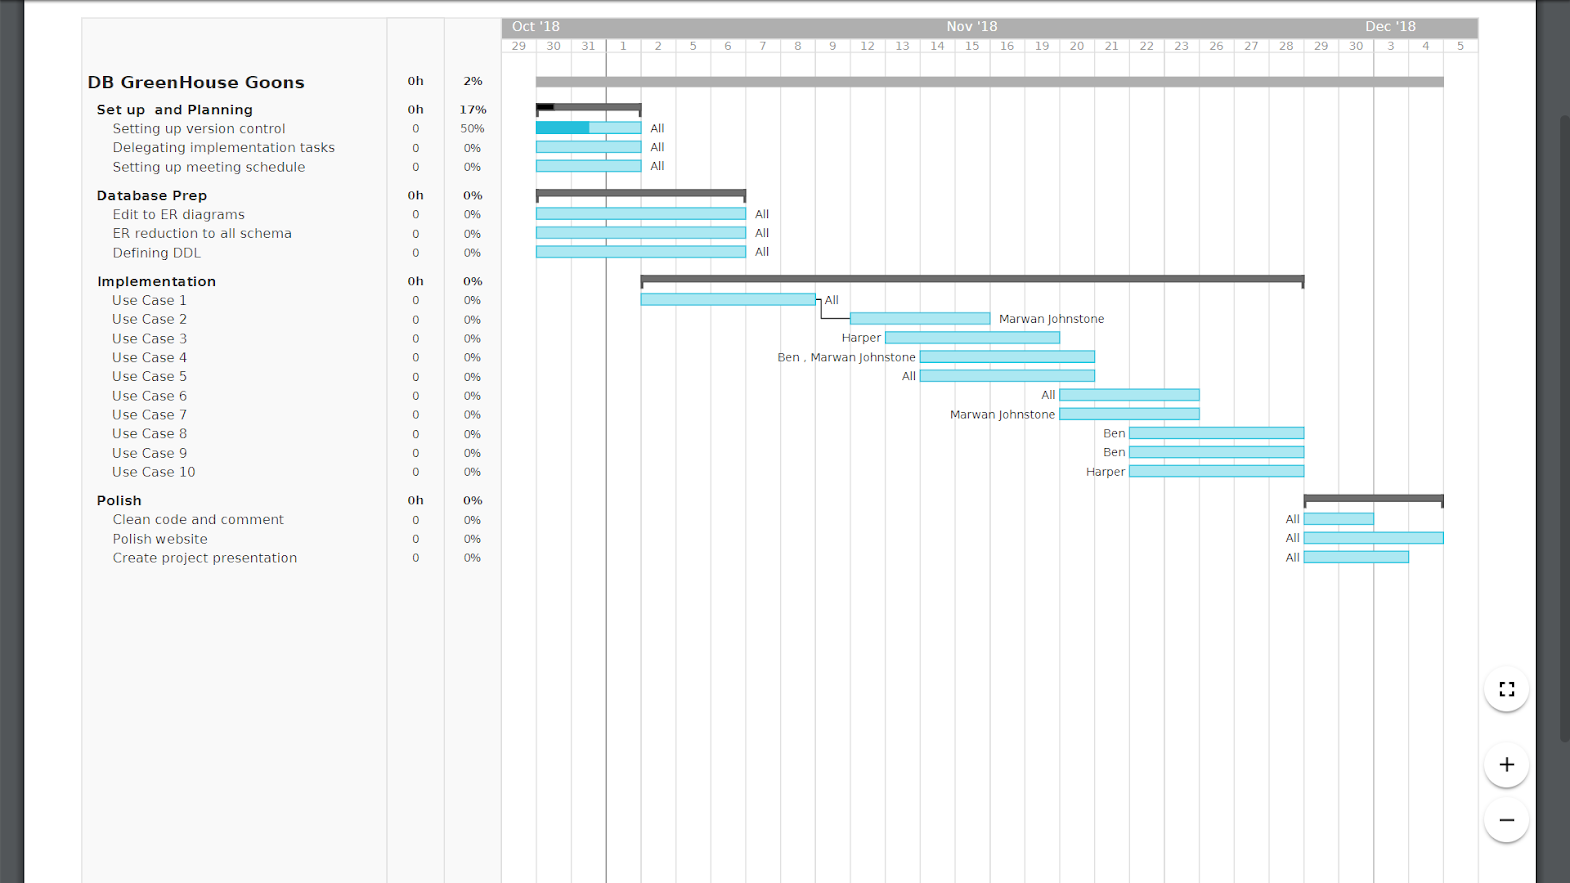 Oct '18 Nov '18 Dec '18
29 30 31 1 2 5 6 7 8 9 12 13 14 15 16 19 20 21 22 23 26 27 28 29 30 3 4 5
DB GreenHouse Goons 0h 2%
Set up and Planning 0h 17%
Setting up version control 0 50% All
Delegating implementation tasks 0 0% All
Setting up meeting schedule 0 0% All
Database Prep 0h 0%
Edit to ER diagrams 0 0% All
ER reduction to all schema 0 0% All
Defining DDL 0 0% All
Implementation 0h 0%
Use Case 1 0 0% All
Use Case 2 0 0% Marwan Johnstone
Use Case 3 0 0% Harper
Use Case 4 0 0% Ben , Marwan Johnstone
Use Case 5 0 0% All
Use Case 6 0 0% All
Use Case 7 0 0% Marwan Johnstone
Use Case 8 0 0% Ben
Use Case 9 0 0% Ben
Use Case 10 0 0% Harper
Polish 0h 0%
Clean code and comment 0 0% All
Polish website 0 0% All
Create project presentation 0 0% All